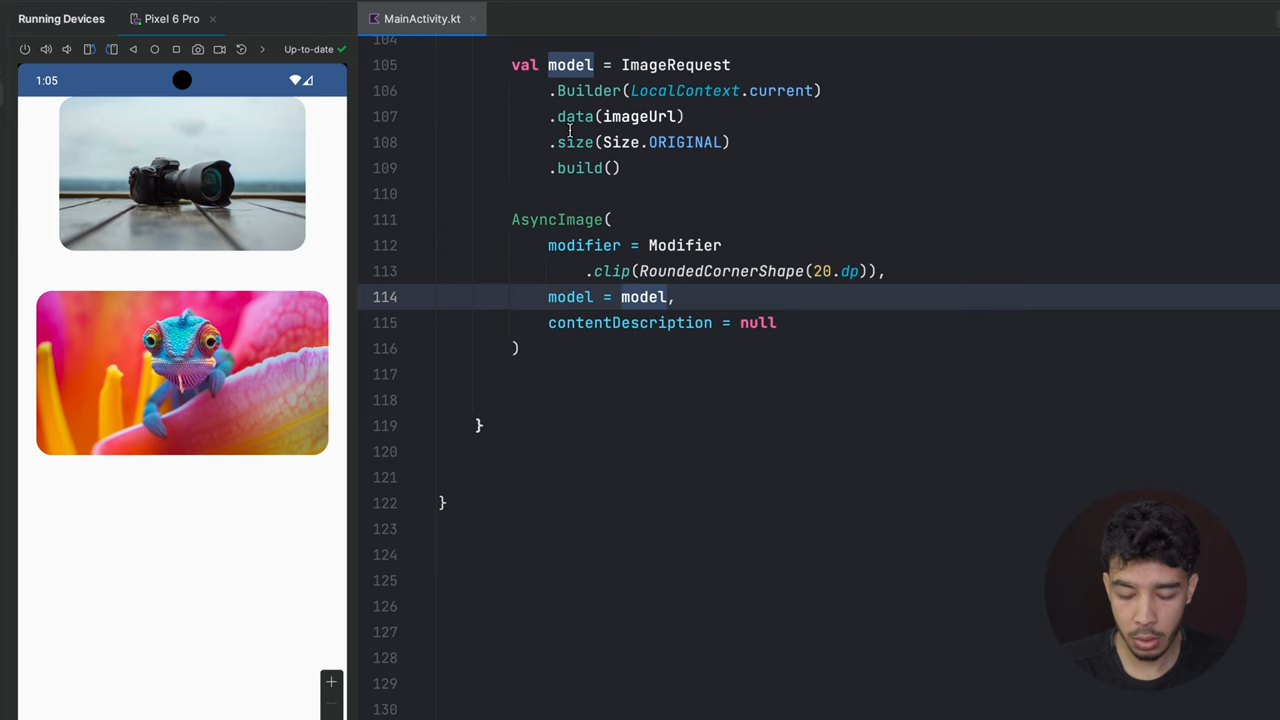 Running Devices
Pixel 6 Pro
MainActivity.kt
Up-to-date
1:05
104
105 val model = ImageRequest
106 .Builder(LocalContext.current)
107 .data(imageUrl)
108 .size(Size.ORIGINAL)
109 .build()
110
111 AsyncImage(
112 modifier = Modifier
113 .clip(RoundedCornerShape(20.dp)),
114 model = model,
115 contentDescription = null
116 )
117
118
119 }
120
121
122 }
123
124
125
126
127
128
129
130